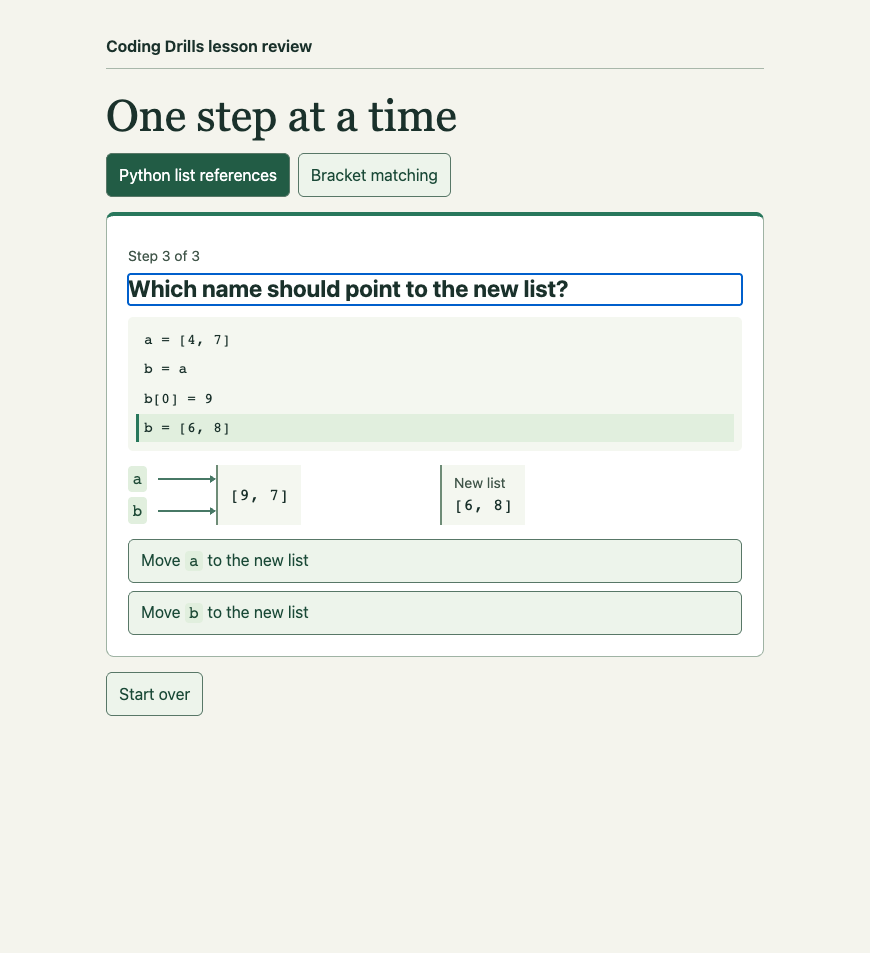 Coding Drills lesson review
One step at a time
Python list references
Bracket matching
Step 3 of 3
Which name should point to the new list?
a = [4, 7]
b = a
b[0] = 9
b = [6, 8]
a
b
[9, 7]
New list
[6, 8]
Move a to the new list
Move b to the new list
Start over